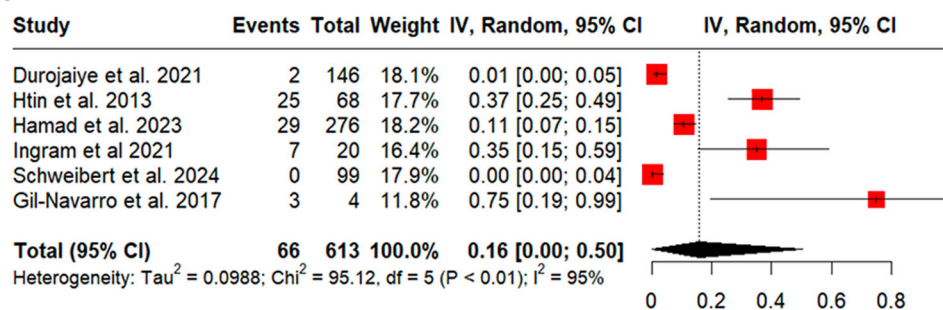 Study Events Total Weight IV, Random, 95% CI IV, Random, 95% CI
Durojaiye et al. 2021 2 146 18.1% 0.01 [0.00; 0.05]
Htin et al. 2013 25 68 17.7% 0.37 [0.25; 0.49]
Hamad et al. 2023 29 276 18.2% 0.11 [0.07; 0.15]
Ingram et al 2021 7 20 16.4% 0.35 [0.15; 0.59]
Schweibert et al. 2024 0 99 17.9% 0.00 [0.00; 0.04]
Gil-Navarro et al. 2017 3 4 11.8% 0.75 [0.19; 0.99]
Total (95% CI) 66 613 100.0% 0.16 [0.00; 0.50]
Heterogeneity: Tau² = 0.0988; Chi² = 95.12, df = 5 (P < 0.01); I² = 95%
0 0.2 0.4 0.6 0.8